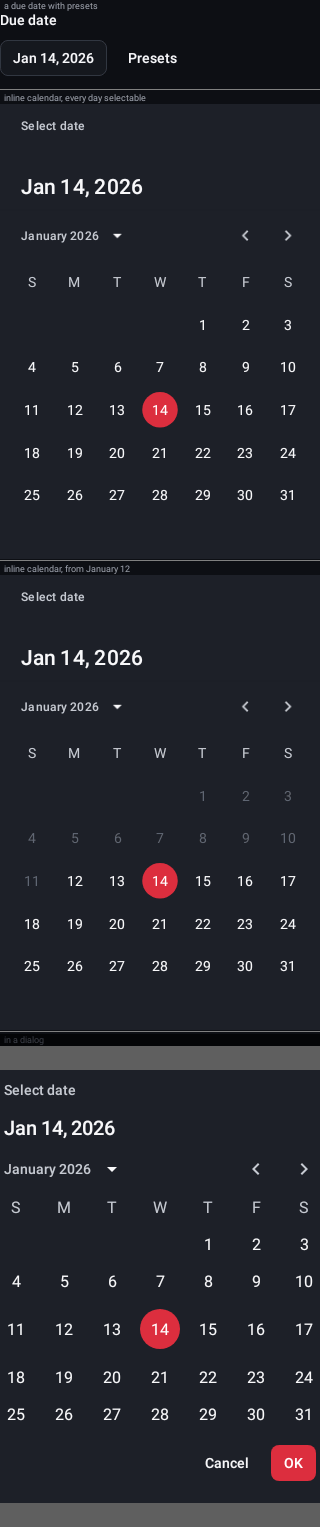 a due date with presets
Due date
Jan 14, 2026 Presets
inline calendar, every day selectable
Select date
Jan 14, 2026
January 2026
S M T W T F S
1 2 3
4 5 6 7 8 9 10
11 12 13 14 15 16 17
18 19 20 21 22 23 24
25 26 27 28 29 30 31
inline calendar, from January 12
Select date
Jan 14, 2026
January 2026
S M T W T F S
1 2 3
4 5 6 7 8 9 10
11 12 13 14 15 16 17
18 19 20 21 22 23 24
25 26 27 28 29 30 31
in a dialog
Select date
Jan 14, 2026
January 2026
S M T W T F S
1 2 3
4 5 6 7 8 9 10
11 12 13 14 15 16 17
18 19 20 21 22 23 24
25 26 27 28 29 30 31
Cancel OK